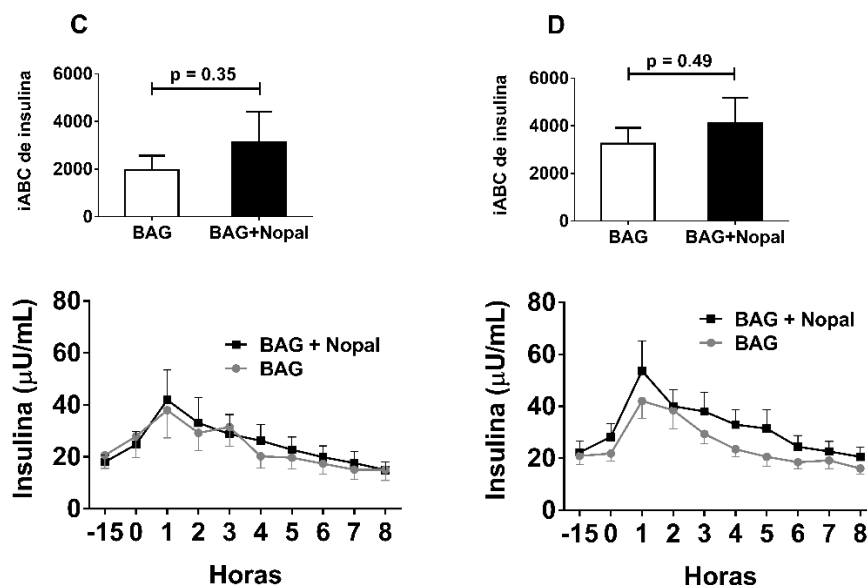 C
p = 0.35
iABC de insulina
6000
4000
2000
0
BAG
BAG+Nopal
D
p = 0.49
iABC de insulina
6000
4000
2000
0
BAG
BAG+Nopal
Insulina (µU/mL)
80
60
40
20
0
BAG + Nopal
BAG
-15 0 1 2 3 4 5 6 7 8
Horas
Insulina (µU/mL)
80
60
40
20
0
BAG + Nopal
BAG
-15 0 1 2 3 4 5 6 7 8
Horas